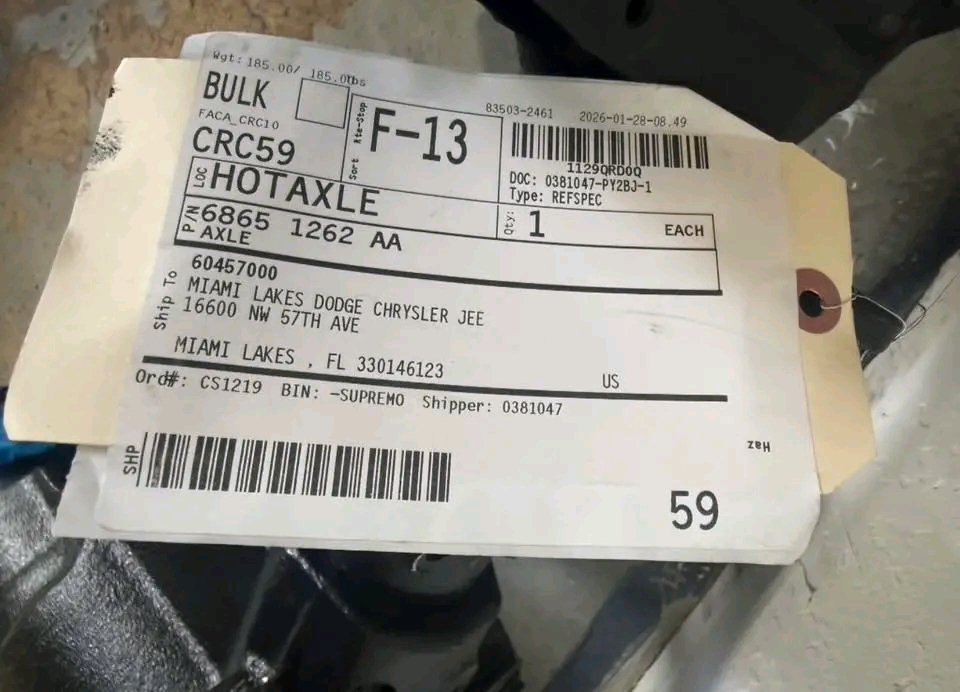 Wgt: 185.00/ 185.0lbs
BULK
FACA_CRC10
CRC59
Sort Rte-Stop
F-13
83503-2461 2026-01-28-08.49
1129QRD0Q
DOC: 0381047-PY2BJ-1
Type: REFSPEC
LOC HOTAXLE
P/N 6865 1262 AA
AXLE
Qty: 1 EACH
Ship To
60457000
MIAMI LAKES DODGE CHRYSLER JEE
16600 NW 57TH AVE
MIAMI LAKES , FL 330146123 US
Ord#: CS1219 BIN: -SUPREMO Shipper: 0381047
Haz
SHP
59